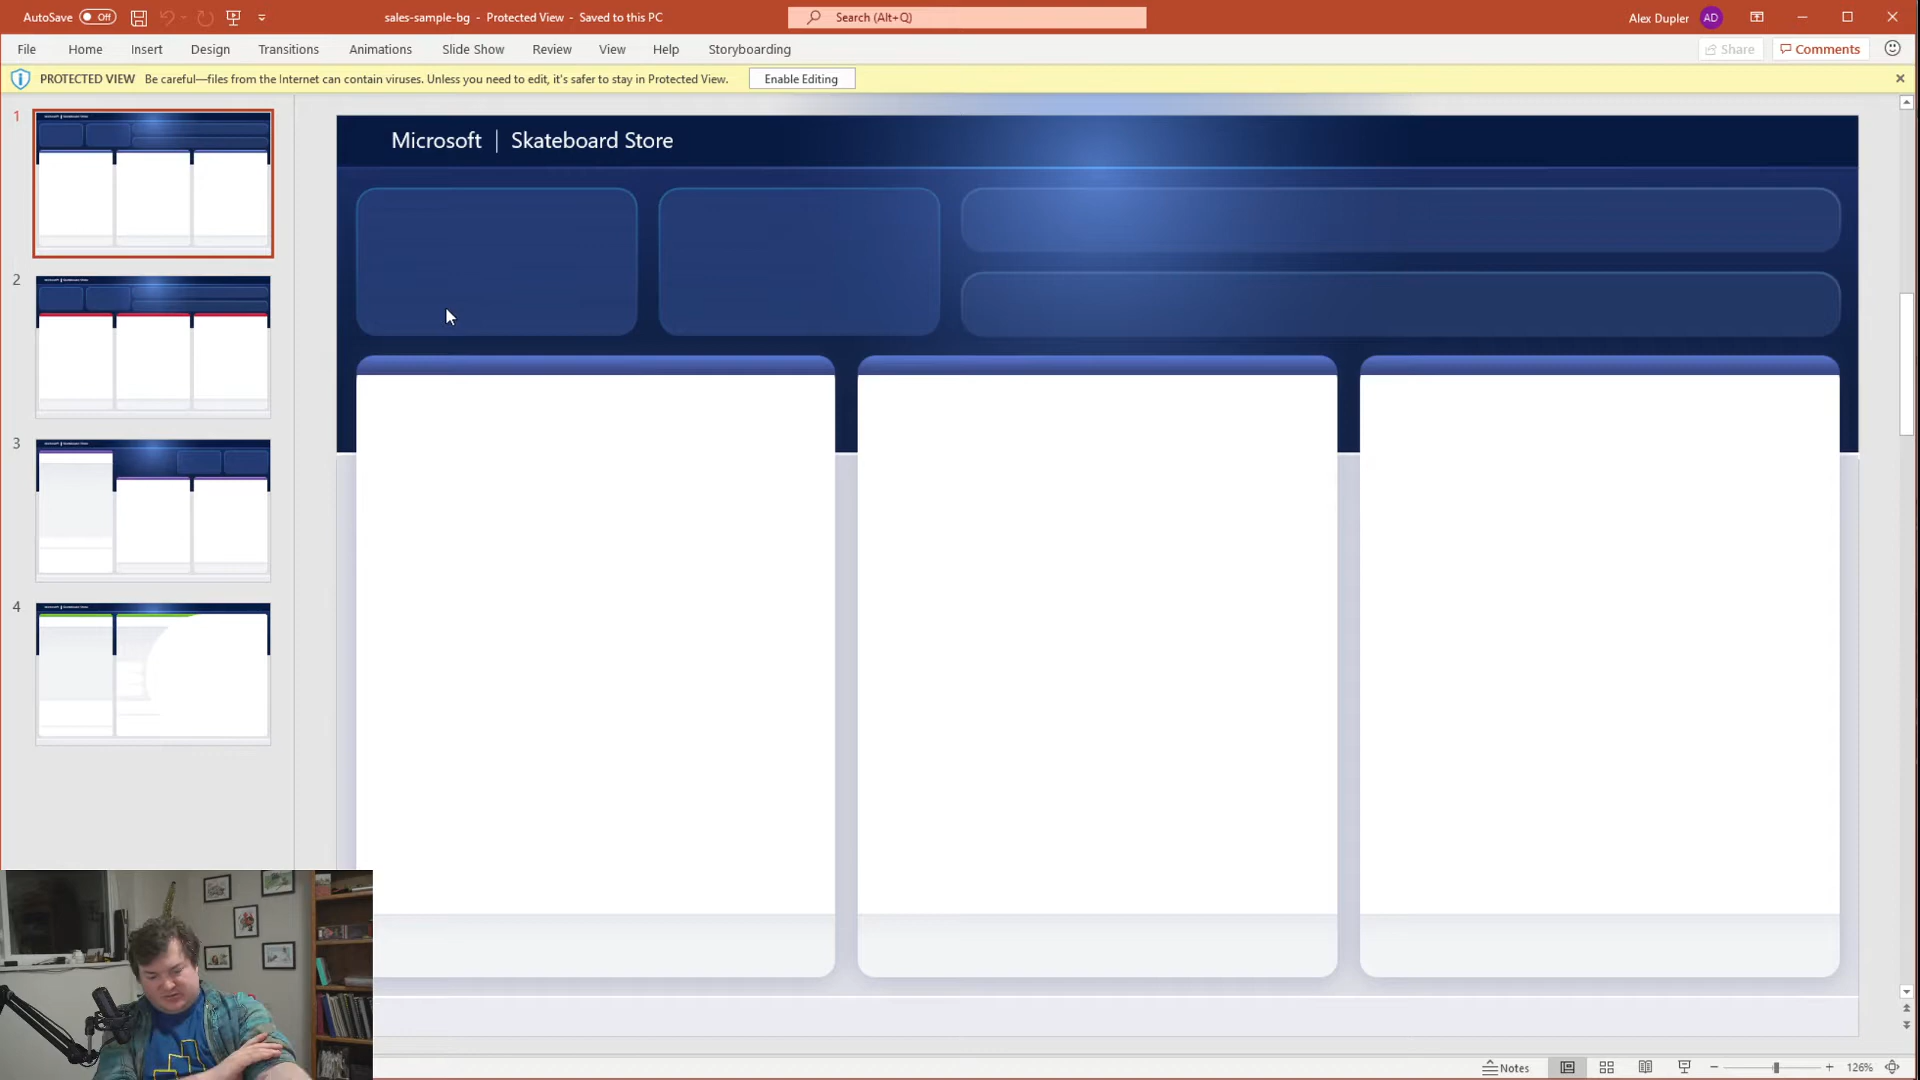 AutoSave Off
sales-sample-bg - Protected View - Saved to this PC
Search (Alt+Q)
Alex Dupler AD
File Home Insert Design Transitions Animations Slide Show Review View Help Storyboarding
Share Comments
PROTECTED VIEW Be careful—files from the Internet can contain viruses. Unless you need to edit, it's safer to stay in Protected View. Enable Editing
1
2
3
4
Microsoft | Skateboard Store
Notes
126%